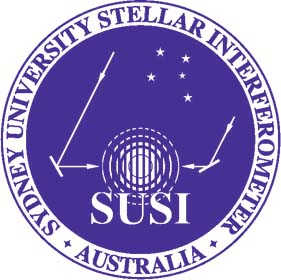 SYDNEY UNIVERSITY STELLAR INTERFEROMETER
SUSI
AUSTRALIA